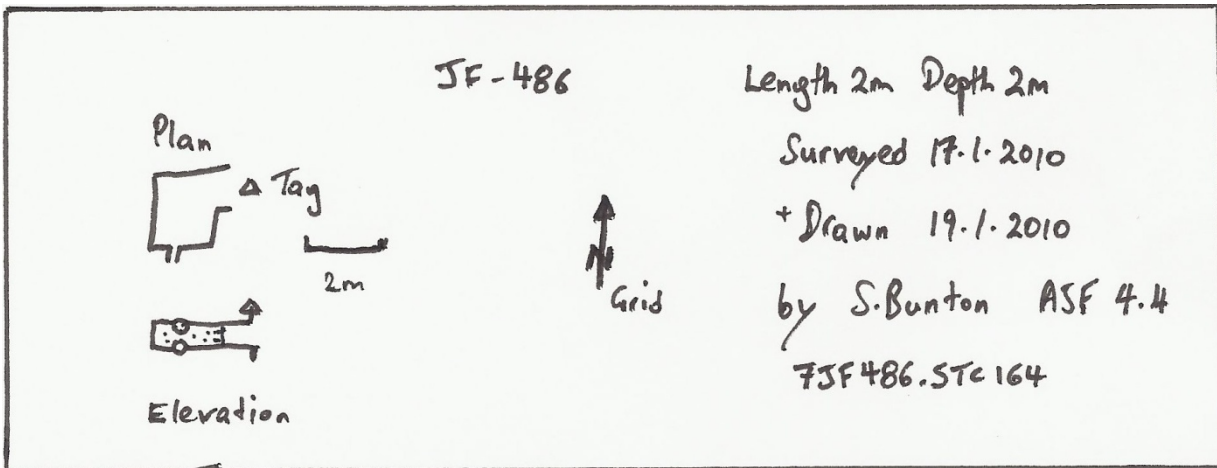 JF-486
Length 2m Depth 2m
Surveyed 17.1.2010
+ Drawn 19.1.2010
by S.Bunton ASF 4.4
7JF486.STC164
Plan
Tag
2m
N
Grid
Elevation